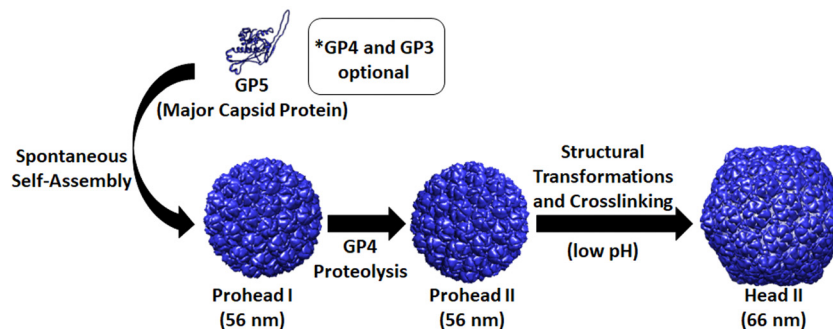 GP5
(Major Capsid Protein)
*GP4 and GP3
optional
Spontaneous
Self-Assembly
Prohead I
(56 nm)
GP4
Proteolysis
Prohead II
(56 nm)
Structural
Transformations
and Crosslinking
(low pH)
Head II
(66 nm)